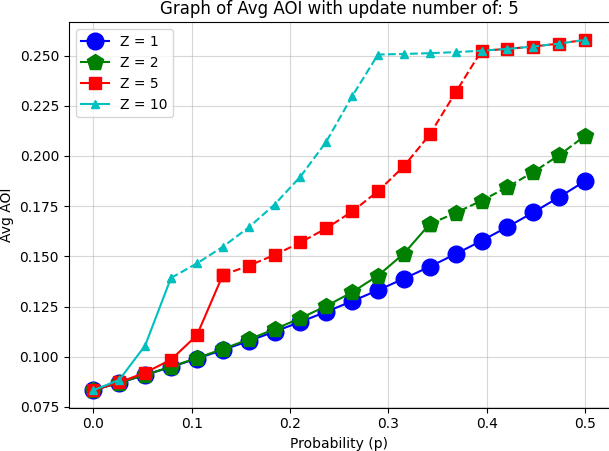 Graph of Avg AOI with update number of: 5
Z = 1
Z = 2
Z = 5
Z = 10
Avg AOI
0.250
0.225
0.200
0.175
0.150
0.125
0.100
0.075
0.0 0.1 0.2 0.3 0.4 0.5
Probability (p)